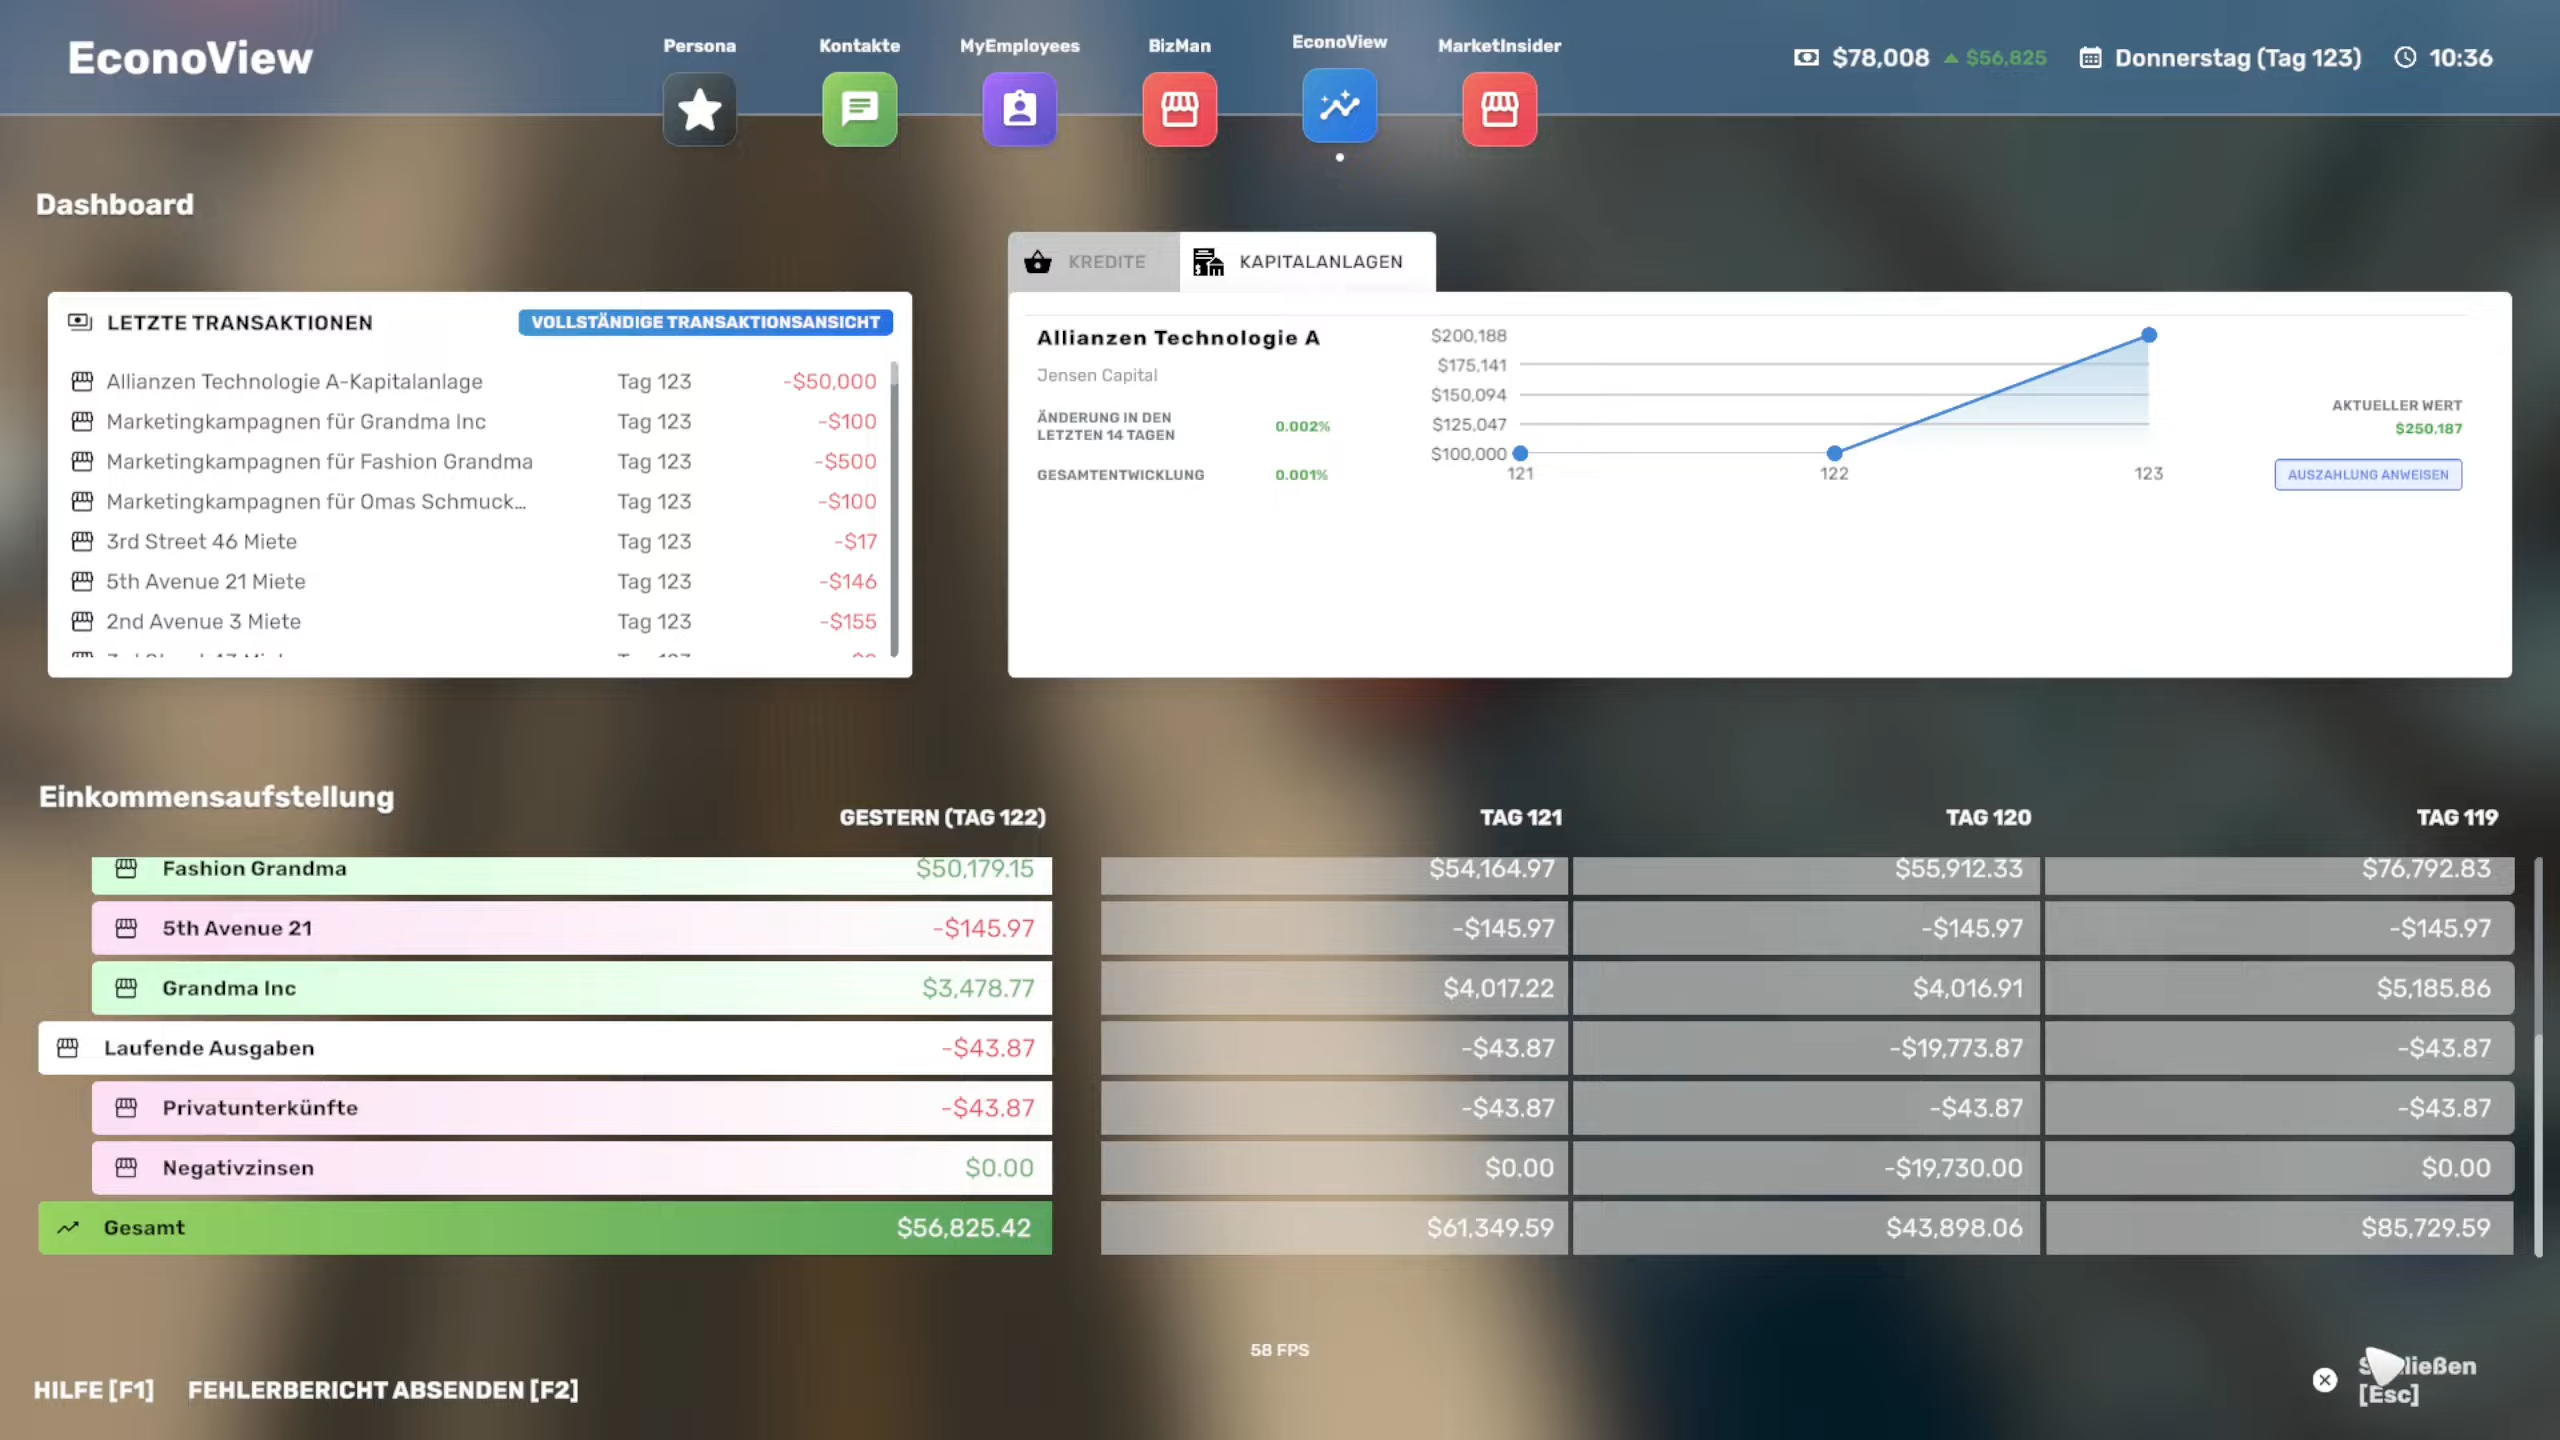 EconoView
Persona
Kontakte
MyEmployees
BizMan
EconoView
MarketInsider
$78,008 $56,825 Donnerstag (Tag 123) 10:36
Dashboard
LETZTE TRANSAKTIONEN VOLLSTÄNDIGE TRANSAKTIONSANSICHT
Allianzen Technologie A-Kapitalanlage Tag 123 -$50,000
Marketingkampagnen für Grandma Inc Tag 123 -$100
Marketingkampagnen für Fashion Grandma Tag 123 -$500
Marketingkampagnen für Omas Schmuck... Tag 123 -$100
3rd Street 46 Miete Tag 123 -$17
5th Avenue 21 Miete Tag 123 -$146
2nd Avenue 3 Miete Tag 123 -$155
KREDITE KAPITALANLAGEN
Allianzen Technologie A
Jensen Capital
ÄNDERUNG IN DEN
LETZTEN 14 TAGEN 0.002%
GESAMTENTWICKLUNG 0.001%
$200,188
$175,141
$150,094
$125,047
$100,000
121 122 123
AKTUELLER WERT
$250,187
AUSZAHLUNG ANWEISEN
Einkommensaufstellung
GESTERN (TAG 122) TAG 121 TAG 120 TAG 119
Fashion Grandma $50,179.15 $54,164.97 $55,912.33 $76,792.83
5th Avenue 21 -$145.97 -$145.97 -$145.97 -$145.97
Grandma Inc $3,478.77 $4,017.22 $4,016.91 $5,185.86
Laufende Ausgaben -$43.87 -$43.87 -$19,773.87 -$43.87
Privatunterkünfte -$43.87 -$43.87 -$43.87 -$43.87
Negativzinsen $0.00 $0.00 -$19,730.00 $0.00
Gesamt $56,825.42 $61,349.59 $43,898.06 $85,729.59
58 FPS
HILFE [F1] FEHLERBERICHT ABSENDEN [F2]
[Esc]